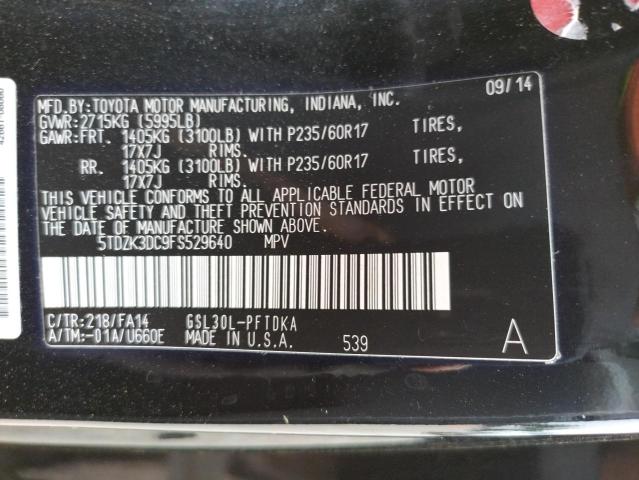 MFD.BY:TOYOTA MOTOR MANUFACTURING, INDIANA, INC. 09/14
GVWR:2715KG (5995LB)
GAWR:FRT. 1405KG (3100LB) WITH P235/60R17 TIRES,
17X7J RIMS.
RR. 1405KG (3100LB) WITH P235/60R17 TIRES,
17X7J RIMS.
THIS VEHICLE CONFORMS TO ALL APPLICABLE FEDERAL MOTOR
VEHICLE SAFETY AND THEFT PREVENTION STANDARDS IN EFFECT
ON THE DATE OF MANUFACTURE SHOWN ABOVE.
5TDZK3DC9FS529640 MPV
C/TR:218/FA14 GSL30L-PFTDKA
A/TM:-01A/U660E MADE IN U.S.A. 539 A